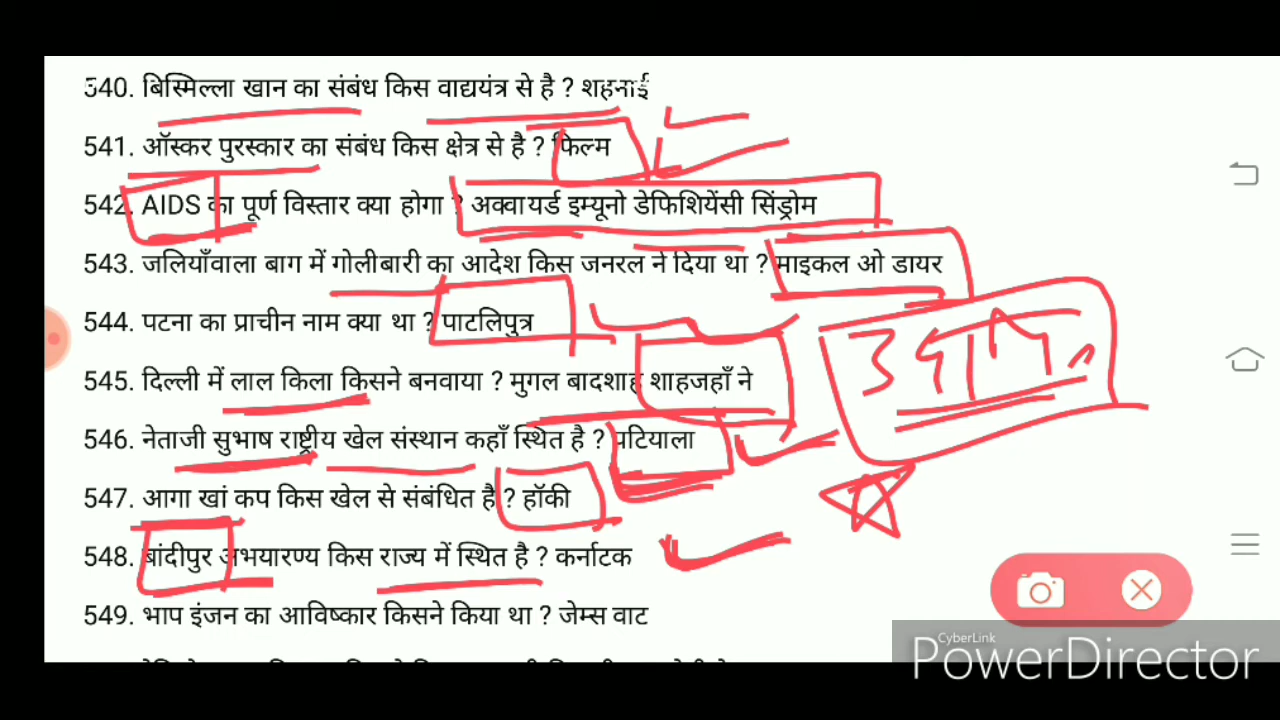 540. बिस्मिल्ला खान का संबंध किस वाद्ययंत्र से है ? शहनाई
541. ऑस्कर पुरस्कार का संबंध किस क्षेत्र से है ? फिल्म
542. AIDS का पूर्ण विस्तार क्या होगा ? अक्वायर्ड इम्यूनो डेफिशियेंसी सिंड्रोम
543. जलियाँवाला बाग में गोलीबारी का आदेश किस जनरल ने दिया था ? माइकल ओ डायर
544. पटना का प्राचीन नाम क्या था ? पाटलिपुत्र
545. दिल्ली में लाल किला किसने बनवाया ? मुगल बादशाह शाहजहाँ ने
546. नेताजी सुभाष राष्ट्रीय खेल संस्थान कहाँ स्थित है ? पटियाला
547. आगा खां कप किस खेल से संबंधित है ? हॉकी
548. बांदीपुर अभयारण्य किस राज्य में स्थित है ? कर्नाटक
549. भाप इंजन का आविष्कार किसने किया था ? जेम्स वाट
CyberLink
PowerDirector